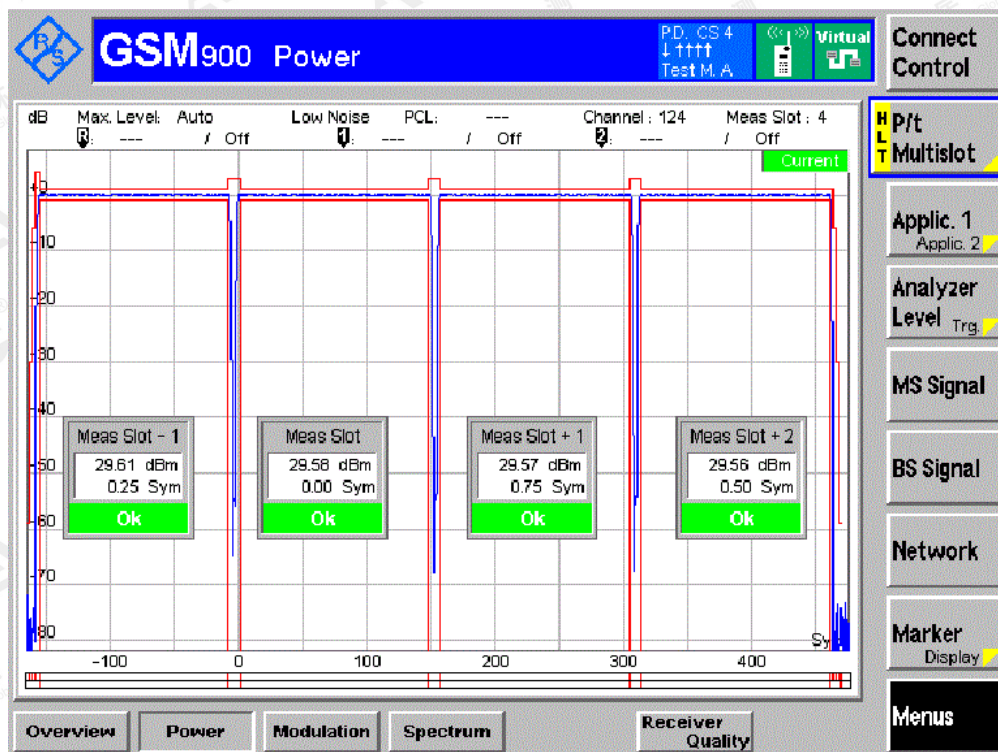 R S
GSM900 Power
P.D. CS 4
↓ ↑↑↑↑
Test M. A
Virtual
Connect
Control
dB Max. Level: Auto Low Noise PCL: --- Channel : 124 Meas Slot : 4
R : --- / Off 1 : --- / Off 2 : --- / Off
Current
HLT P/t
Multislot
Applic. 1
Applic. 2
Analyzer
Level Trg.
MS Signal
BS Signal
Network
Marker
Display
Menus
+0
-10
-20
-30
-40
-50
-60
-70
-80
Meas Slot - 1
29.61 dBm
0.25 Sym
Ok
Meas Slot
29.58 dBm
0.00 Sym
Ok
Meas Slot + 1
29.57 dBm
0.75 Sym
Ok
Meas Slot + 2
29.56 dBm
0.50 Sym
Ok
-100 0 100 200 300 400
Overview Power Modulation Spectrum Receiver
Quality